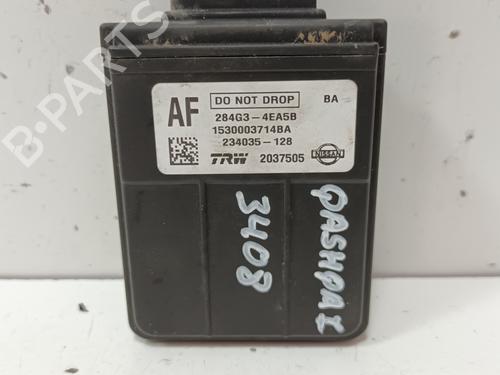 B-PARTS
AF
DO NOT DROP
BA
284G3-4EA5B
1530003714BA
234035-128
TRW 2037505 NISSAN
QASHQAI
3408